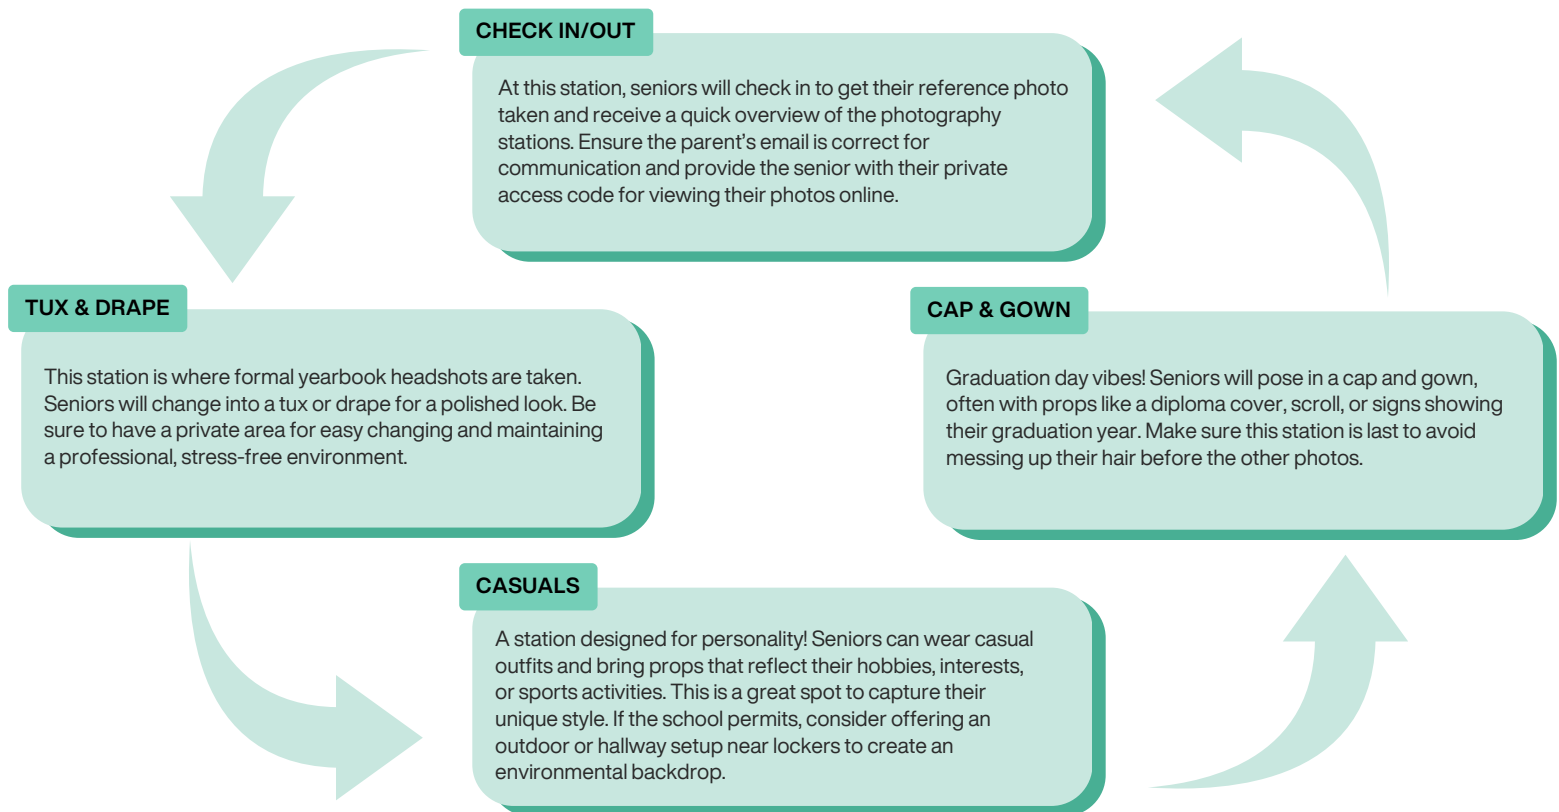 CHECK IN/OUT
At this station, seniors will check in to get their reference photo
taken and receive a quick overview of the photography
stations. Ensure the parent’s email is correct for
communication and provide the senior with their private
access code for viewing their photos online.
TUX & DRAPE
This station is where formal yearbook headshots are taken.
Seniors will change into a tux or drape for a polished look. Be
sure to have a private area for easy changing and maintaining
a professional, stress-free environment.
CASUALS
A station designed for personality! Seniors can wear casual
outfits and bring props that reflect their hobbies, interests,
or sports activities. This is a great spot to capture their
unique style. If the school permits, consider offering an
outdoor or hallway setup near lockers to create an
environmental backdrop.
CAP & GOWN
Graduation day vibes! Seniors will pose in a cap and gown,
often with props like a diploma cover, scroll, or signs showing
their graduation year. Make sure this station is last to avoid
messing up their hair before the other photos.